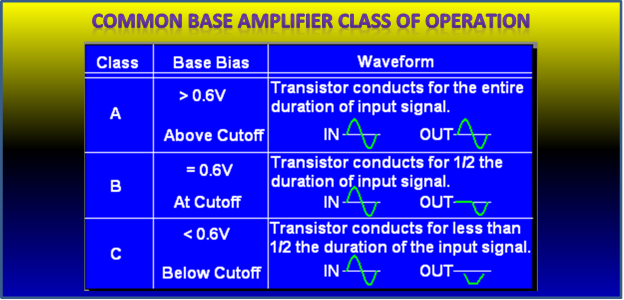 COMMON BASE AMPLIFIER CLASS OF OPERATION
Class Base Bias Waveform
A
> 0.6V
Above Cutoff
Transistor conducts for the entire
duration of input signal.
IN OUT
B
= 0.6V
At Cutoff
Transistor conducts for 1/2 the
duration of input signal.
IN OUT
C
< 0.6V
Below Cutoff
Transistor conducts for less than
1/2 the duration of the input signal.
IN OUT